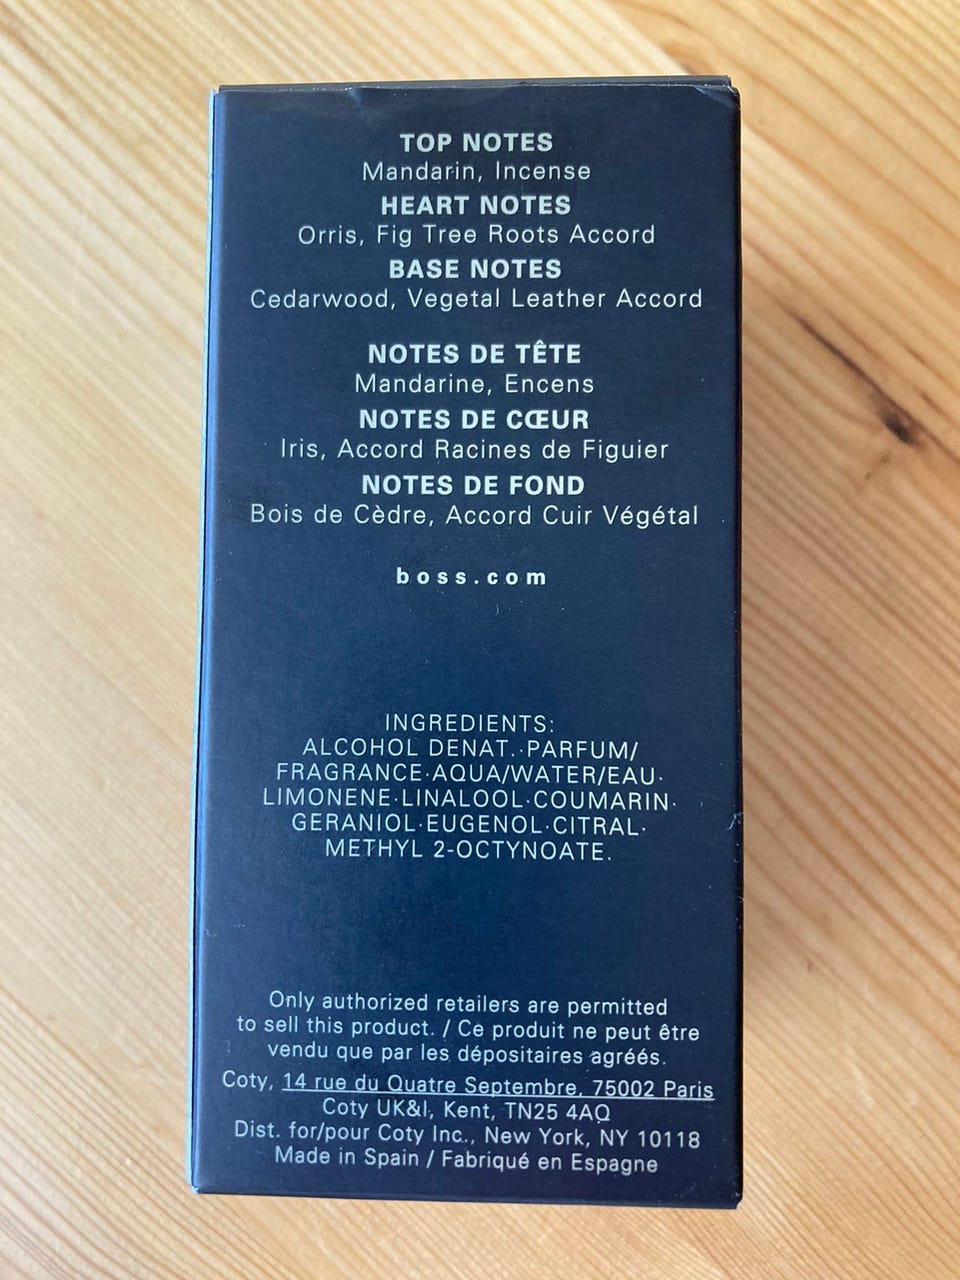 TOP NOTES
Mandarin, Incense
HEART NOTES
Orris, Fig Tree Roots Accord
BASE NOTES
Cedarwood, Vegetal Leather Accord
NOTES DE TÊTE
Mandarine, Encens
NOTES DE CŒUR
Iris, Accord Racines de Figuier
NOTES DE FOND
Bois de Cèdre, Accord Cuir Végétal
boss.com
INGREDIENTS:
ALCOHOL DENAT.·PARFUM/
FRAGRANCE·AQUA/WATER/EAU·
LIMONENE·LINALOOL·COUMARIN·
GERANIOL·EUGENOL·CITRAL·
METHYL 2-OCTYNOATE.
Only authorized retailers are permitted
to sell this product. / Ce produit ne peut être
vendu que par les dépositaires agréés.
Coty, 14 rue du Quatre Septembre, 75002 Paris
Coty UK&I, Kent, TN25 4AQ
Dist. for/pour Coty Inc., New York, NY 10118
Made in Spain / Fabriqué en Espagne